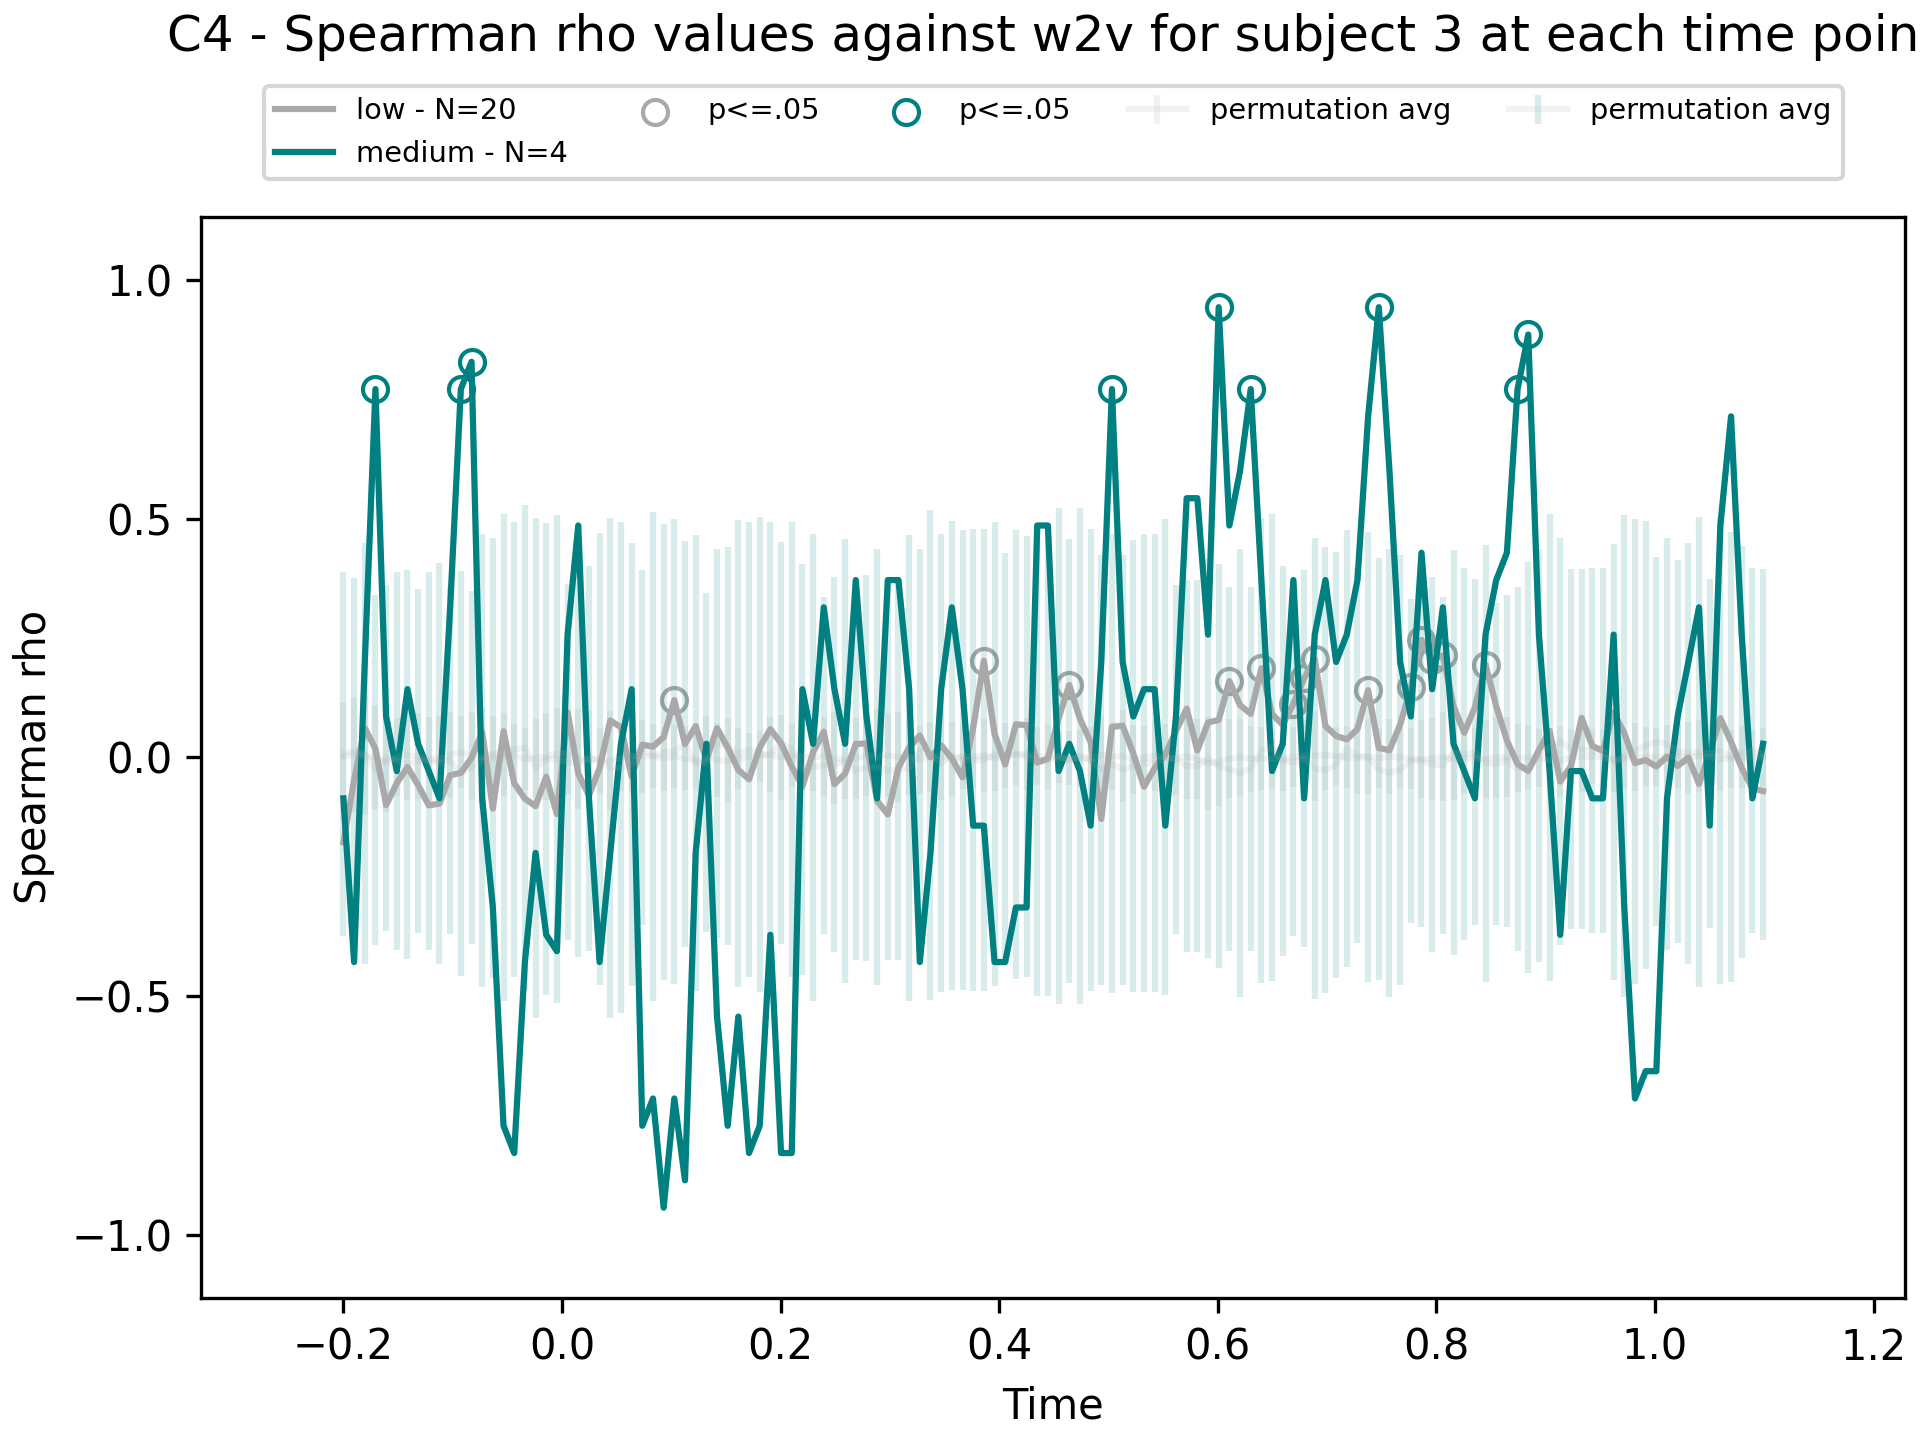 C4 - Spearman rho values against w2v for subject 3 at each time poin
low - N=20
medium - N=4
p<=.05
p<=.05
permutation avg
permutation avg
Spearman rho
1.0
0.5
0.0
−0.5
−1.0
−0.2 0.0 0.2 0.4 0.6 0.8 1.0 1.2
Time